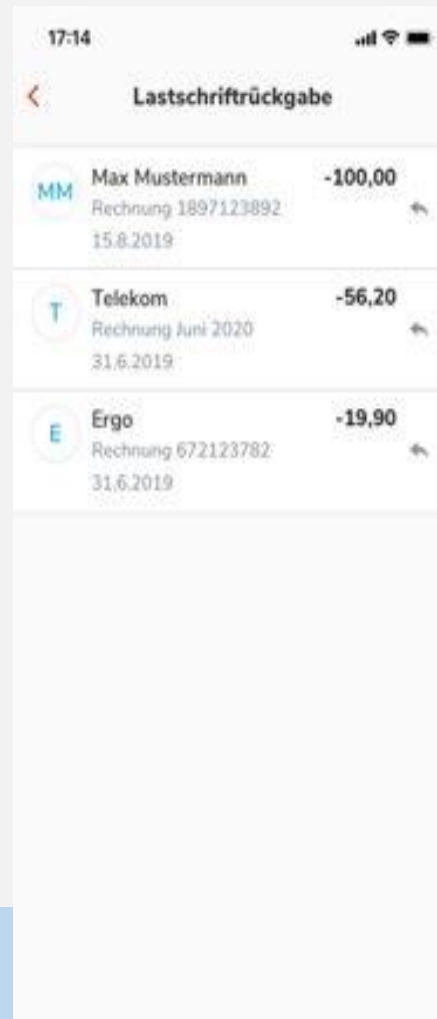 17:14
Lastschriftrückgabe
MM
Max Mustermann
-100,00
Rechnung 1897123892
15.8.2019
T
Telekom
-56,20
Rechnung Juni 2020
31.6.2019
E
Ergo
-19,90
Rechnung 672123782
31.6.2019